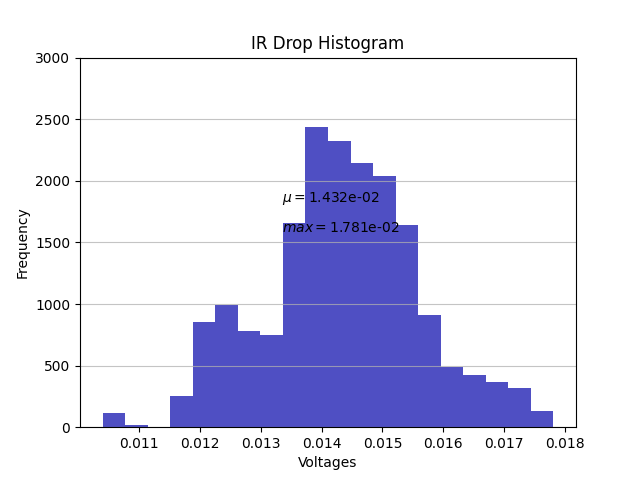 IR Drop Histogram
3000
2500
2000
1500
1000
500
0
Frequency
μ = 1.432e-02
max = 1.781e-02
0.011 0.012 0.013 0.014 0.015 0.016 0.017 0.018
Voltages